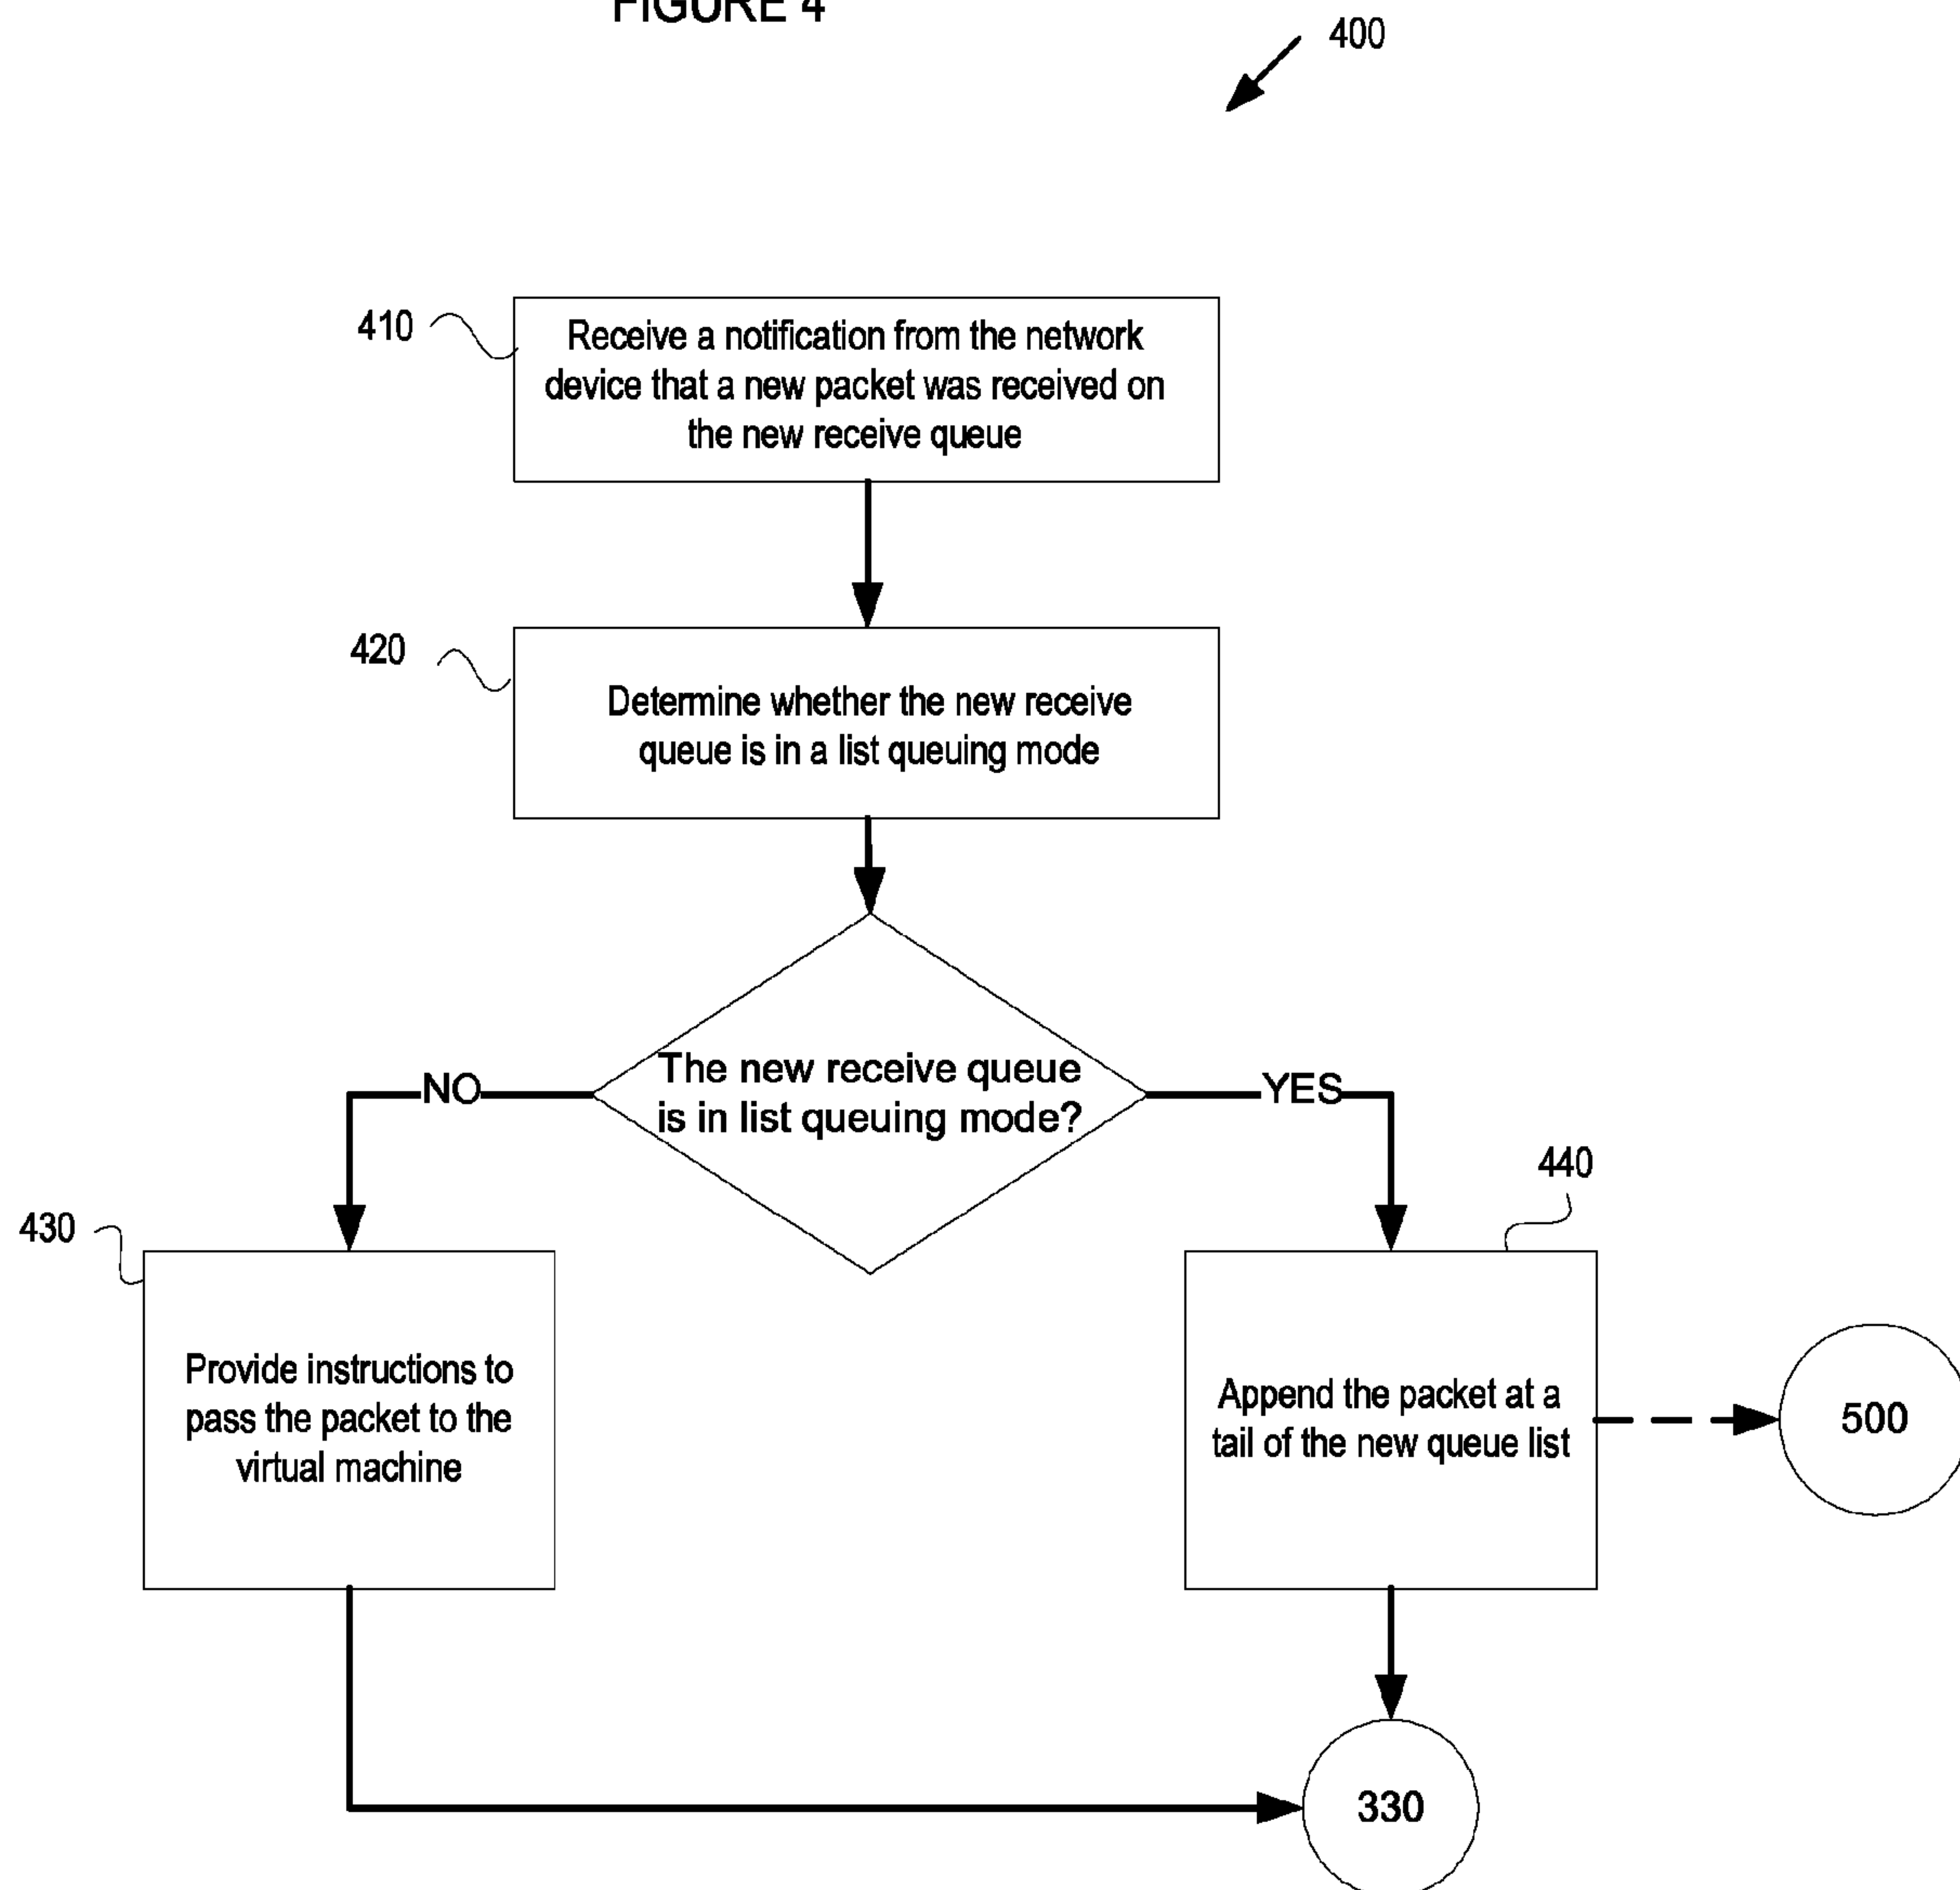 FIGURE 4
400
410
Receive a notification from the network
device that a new packet was received on
the new receive queue
420
Determine whether the new receive
queue is in a list queuing mode
The new receive queue
is in list queuing mode?
NO
YES
430
440
Provide instructions to
pass the packet to the
virtual machine
Append the packet at a
tail of the new queue list
500
330